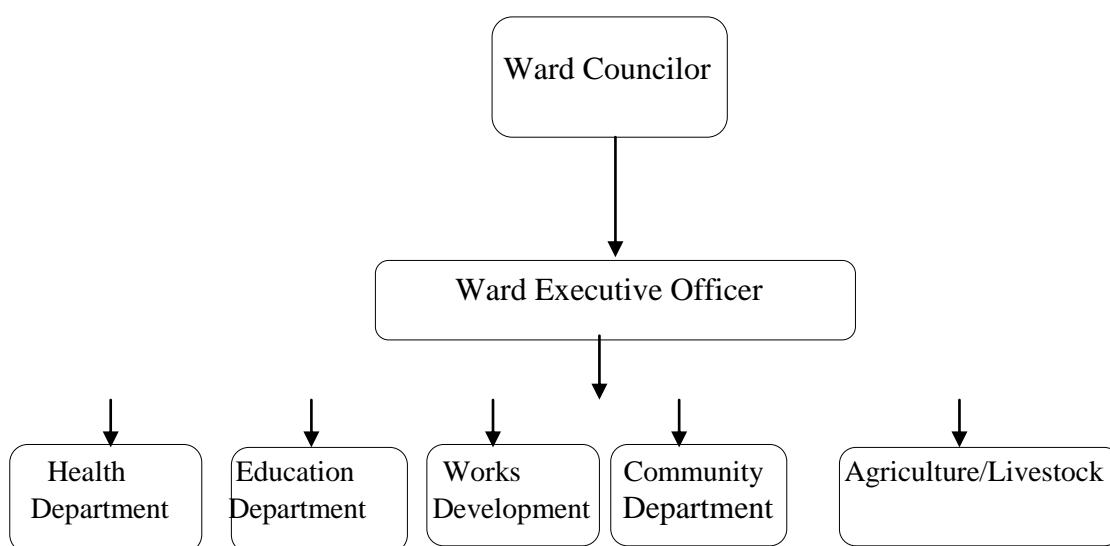 Ward Councilor
Ward Executive Officer
Health
Department
Education
Department
Works
Development
Community
Department
Agriculture/Livestock